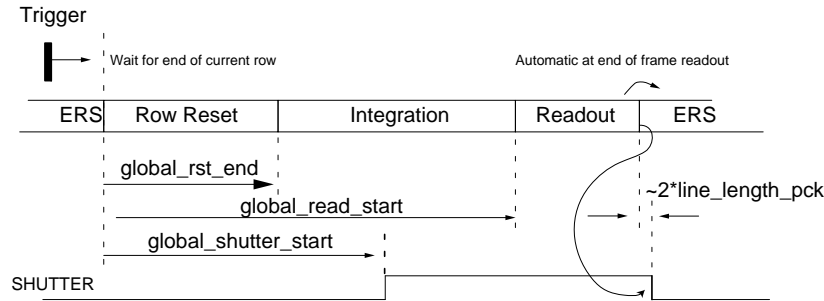 Trigger
Wait for end of current row
Automatic at end of frame readout
ERS Row Reset Integration Readout ERS
global_rst_end
~2*line_length_pck
global_read_start
global_shutter_start
SHUTTER